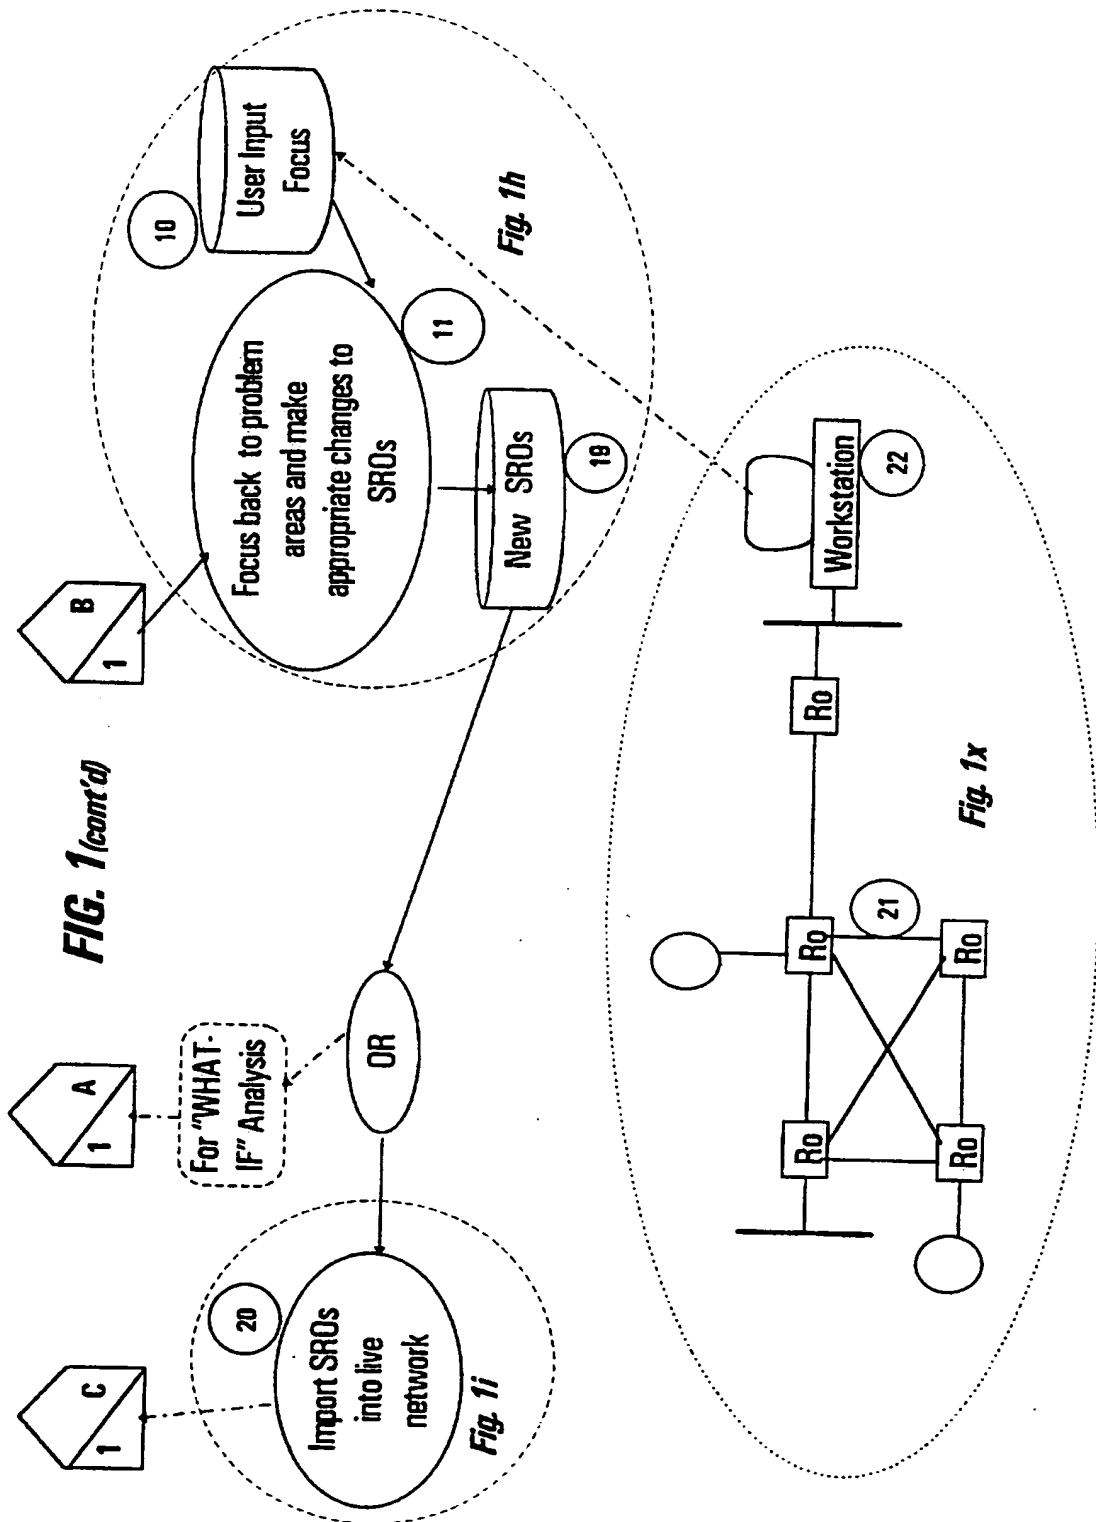 FIG. 1 (cont'd)
1 C
1 A
1 B
20
Import SROs
into live
network
Fig. 1i
For "WHAT-
IF" Analysis
OR
Focus back to problem
areas and make
appropriate changes to
SROs
11
10
User Input
Focus
New SROs
19
Fig. 1h
Ro
Ro
Ro
Ro
21
Ro
Workstation
22
Fig. 1x